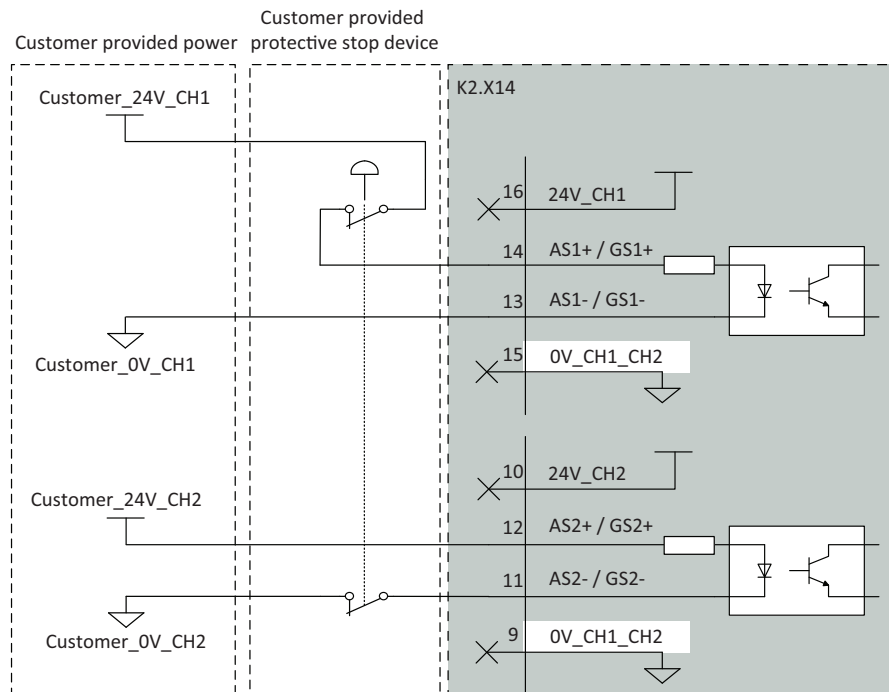 Customer provided power
Customer provided
protective stop device
K2.X14
Customer_24V_CH1
16 24V_CH1
14 AS1+ / GS1+
13 AS1- / GS1-
Customer_0V_CH1
15 0V_CH1_CH2
10 24V_CH2
Customer_24V_CH2
12 AS2+ / GS2+
11 AS2- / GS2-
Customer_0V_CH2
9 0V_CH1_CH2